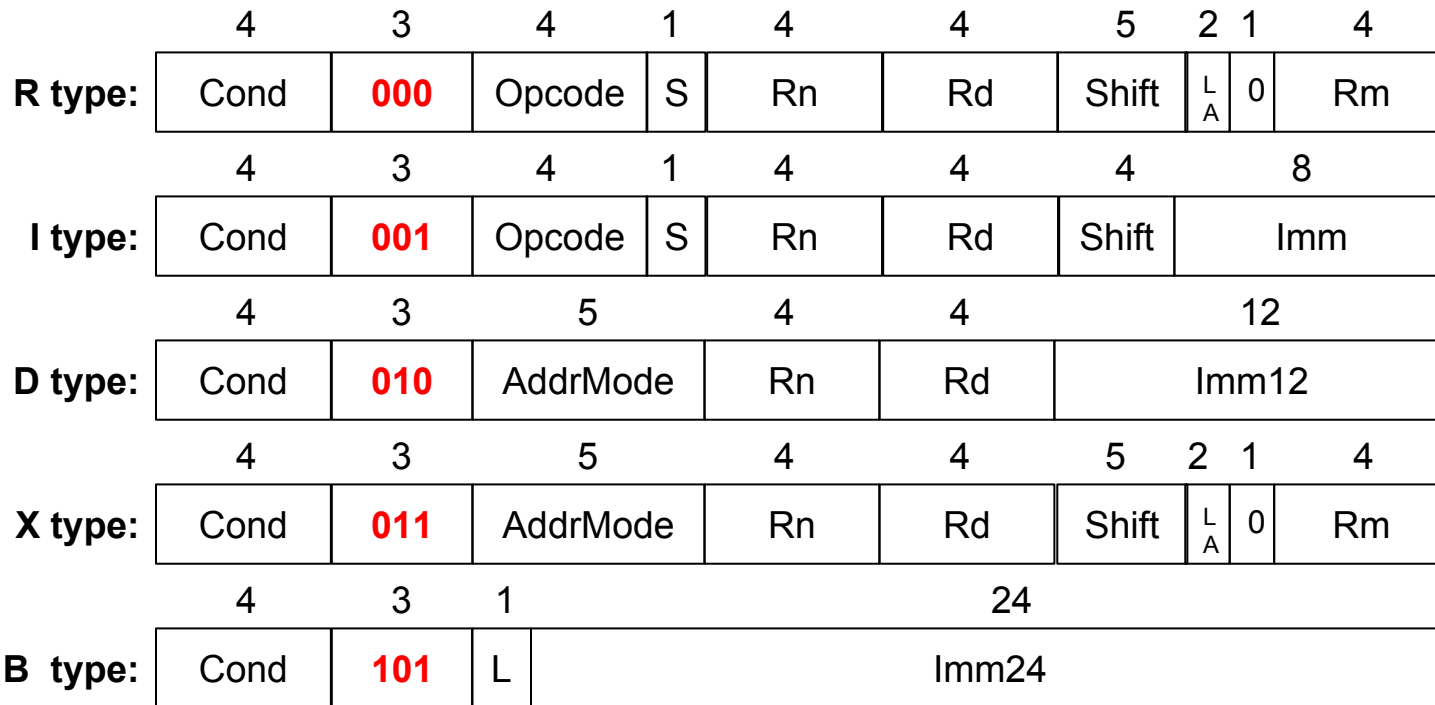 4 3 4 1 4 4 5 2 1 4
R type: Cond 000 Opcode S Rn Rd Shift L A 0 Rm
4 3 4 1 4 4 4 8
I type: Cond 001 Opcode S Rn Rd Shift Imm
4 3 5 4 4 12
D type: Cond 010 AddrMode Rn Rd Imm12
4 3 5 4 4 5 2 1 4
X type: Cond 011 AddrMode Rn Rd Shift L A 0 Rm
4 3 1 24
B type: Cond 101 L Imm24